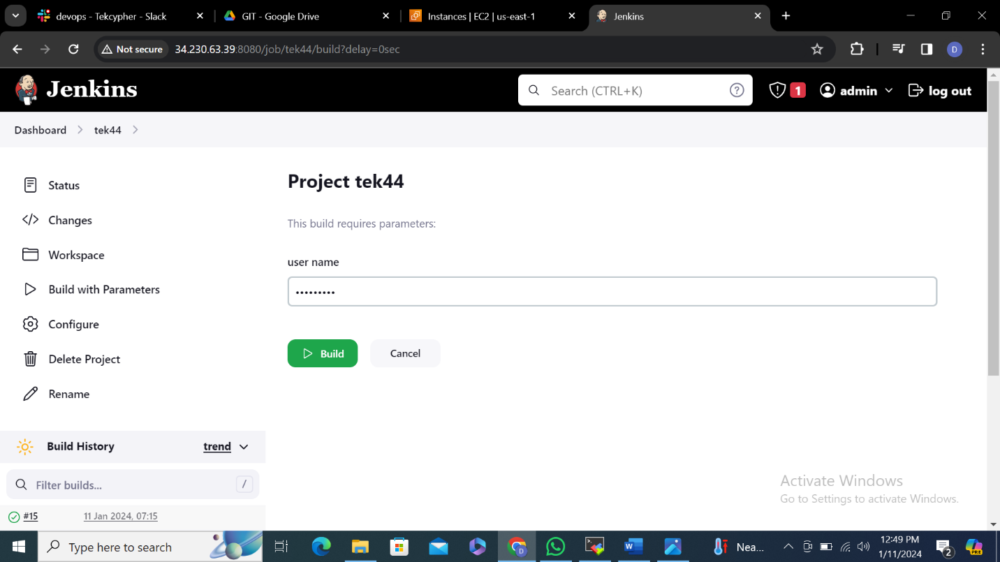 devops - Tekcypher - Slack
GIT - Google Drive
Instances | EC2 | us-east-1
Jenkins
Not secure
34.230.63.39:8080/job/tek44/build?delay=0sec
D
Jenkins
Search (CTRL+K)
?
1
admin
log out
Dashboard
tek44
Status
Changes
Workspace
Build with Parameters
Configure
Delete Project
Rename
Build History
trend
Filter builds...
/
#15
11 Jan 2024, 07:15
Project tek44
This build requires parameters:
user name
•••••••••
Build
Cancel
Activate Windows
Go to Settings to activate Windows.
Type here to search
Nea...
12:49 PM
1/11/2024
2
PRE